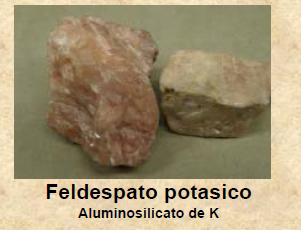 Feldespato potasico
Aluminosilicato de K